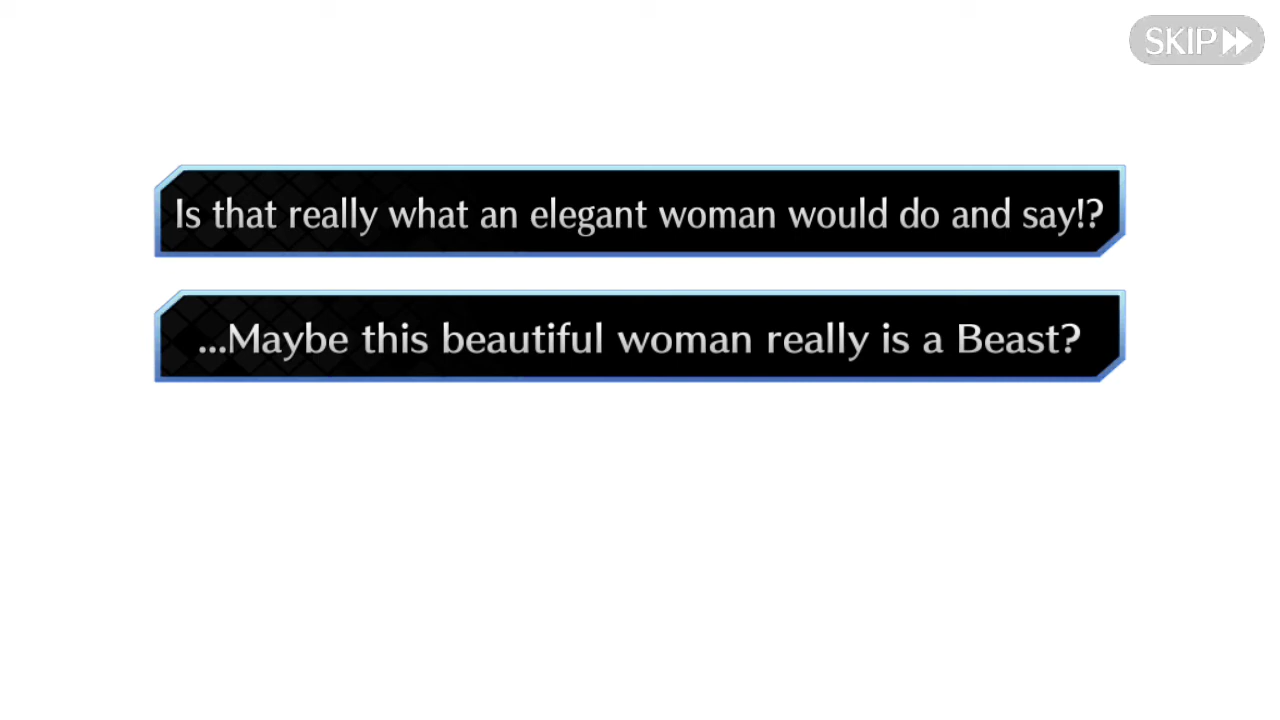 SKIP
Is that really what an elegant woman would do and say!?
...Maybe this beautiful woman really is a Beast?